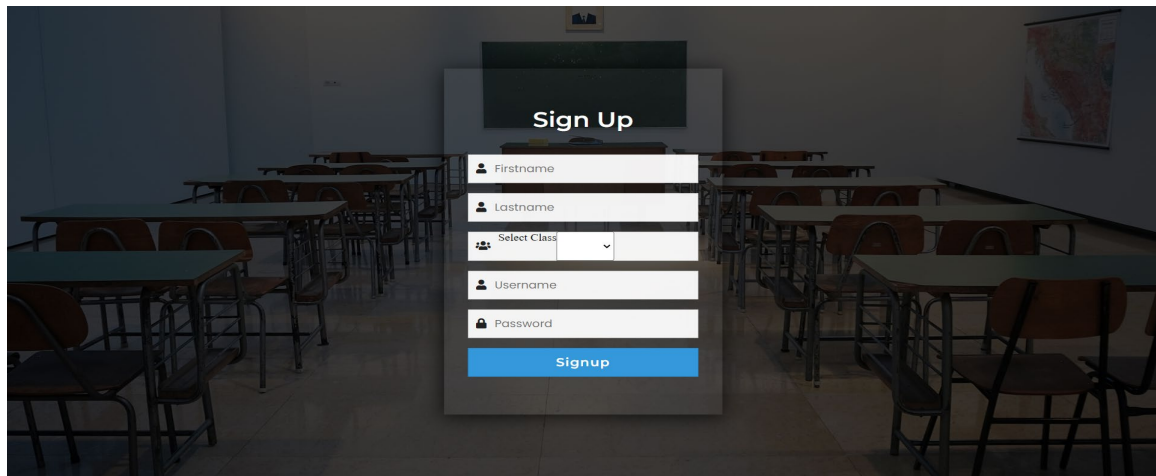 Sign Up
Firstname
Lastname
Select Class
Username
Password
Signup